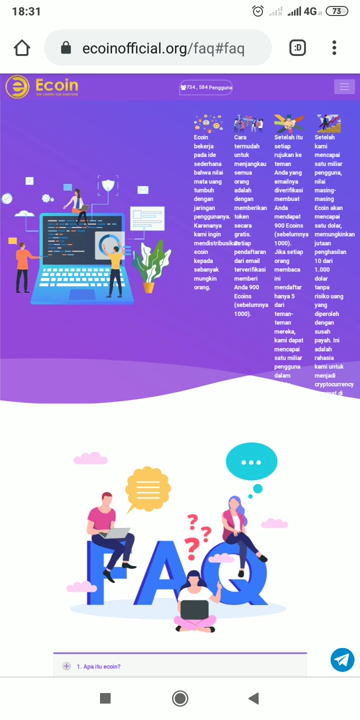 18:31
4G
73
ecoinofficial.org/faq#faq
:D
Ecoin
734 , 584 Pengguna
Ecoin
bekerja
pada ide
sederhana
bahwa nilai
mata uang
tumbuh
dengan
jaringan
penggunanya.
Karenanya
kami ingin
mendistribusikan
ecoin
kepada
sebanyak
mungkin
orang.
Cara
termudah
untuk
menjangkau
semua
orang
adalah
dengan
memberikan
token
secara
gratis.
Setiap
pendaftaran
dari email
terverifikasi
memberi
Anda 900
Ecoins
(sebelumnya
1000).
Setelah itu
setiap
rujukan ke
teman
Anda yang
emailnya
diverifikasi
membuat
Anda
mendapat
900 Ecoins
(sebelumnya
1000).
Jika setiap
orang
membaca
ini
mendaftar
hanya 5
dari
teman-
teman
mereka,
kami dapat
mencapai
satu miliar
pengguna
dalam
Setelah
kami
mencapai
satu miliar
pengguna,
nilai
masing-
masing
Ecoin akan
mencapai
satu dolar,
memungkinkan
jutaan
penghasilan
10 dari
1.000
dolar
tanpa
risiko uang
yang
diperoleh
dengan
susah
payah. Ini
adalah
rahasia
kami untuk
menjadi
cryptocurrency
FAQ
1. Apa itu ecoin?